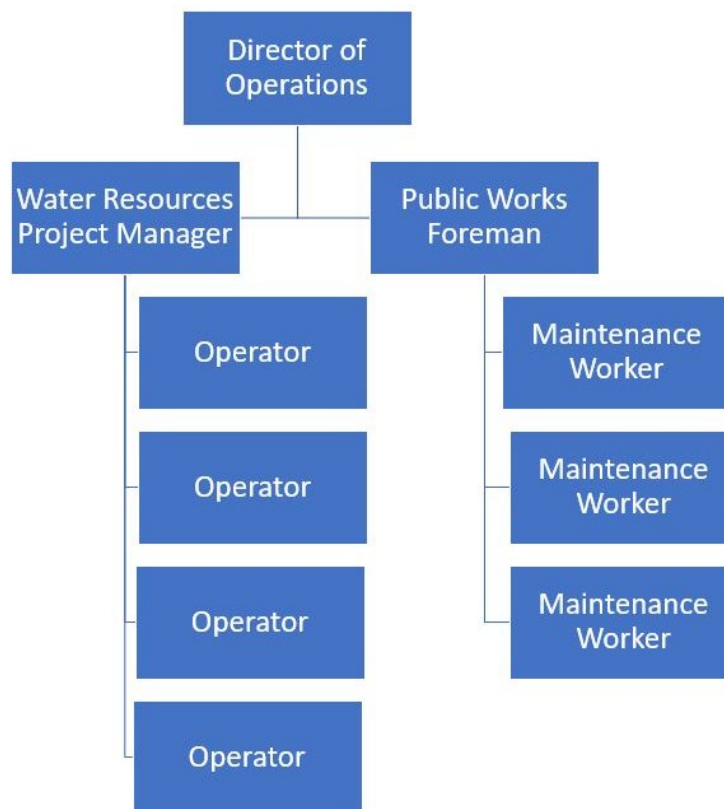 Director of
Operations
Water Resources
Project Manager
Public Works
Foreman
Operator
Operator
Operator
Operator
Maintenance
Worker
Maintenance
Worker
Maintenance
Worker